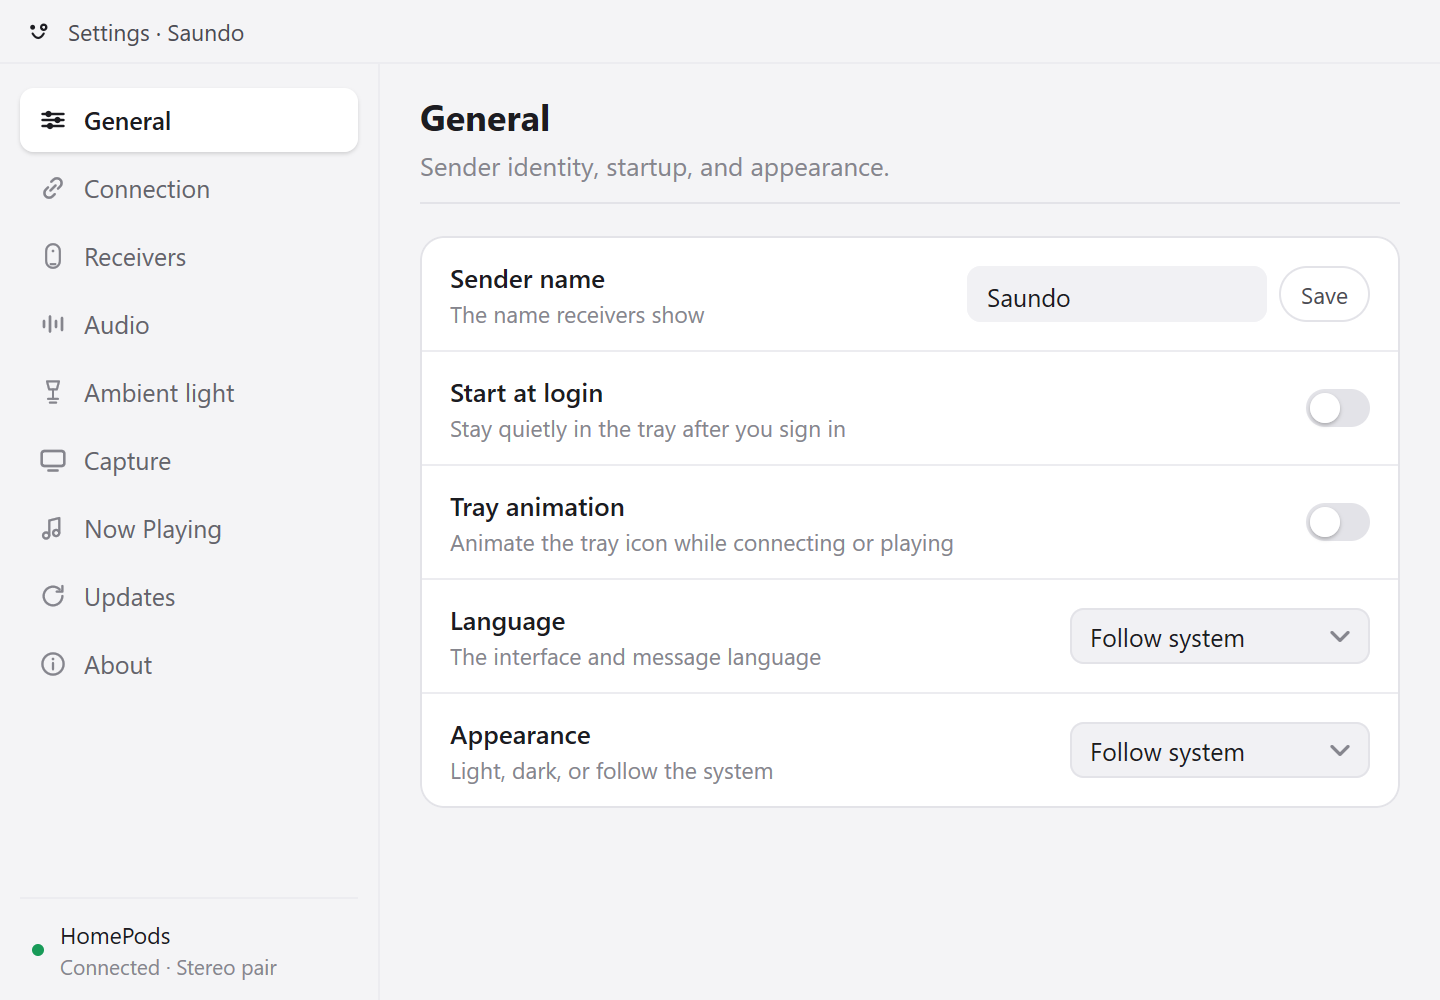 Settings · Saundo
General
Connection
Receivers
Audio
Ambient light
Capture
Now Playing
Updates
About
HomePods
Connected · Stereo pair
General
Sender identity, startup, and appearance.
Sender name
The name receivers show
Saundo
Save
Start at login
Stay quietly in the tray after you sign in
Tray animation
Animate the tray icon while connecting or playing
Language
The interface and message language
Follow system
Appearance
Light, dark, or follow the system
Follow system